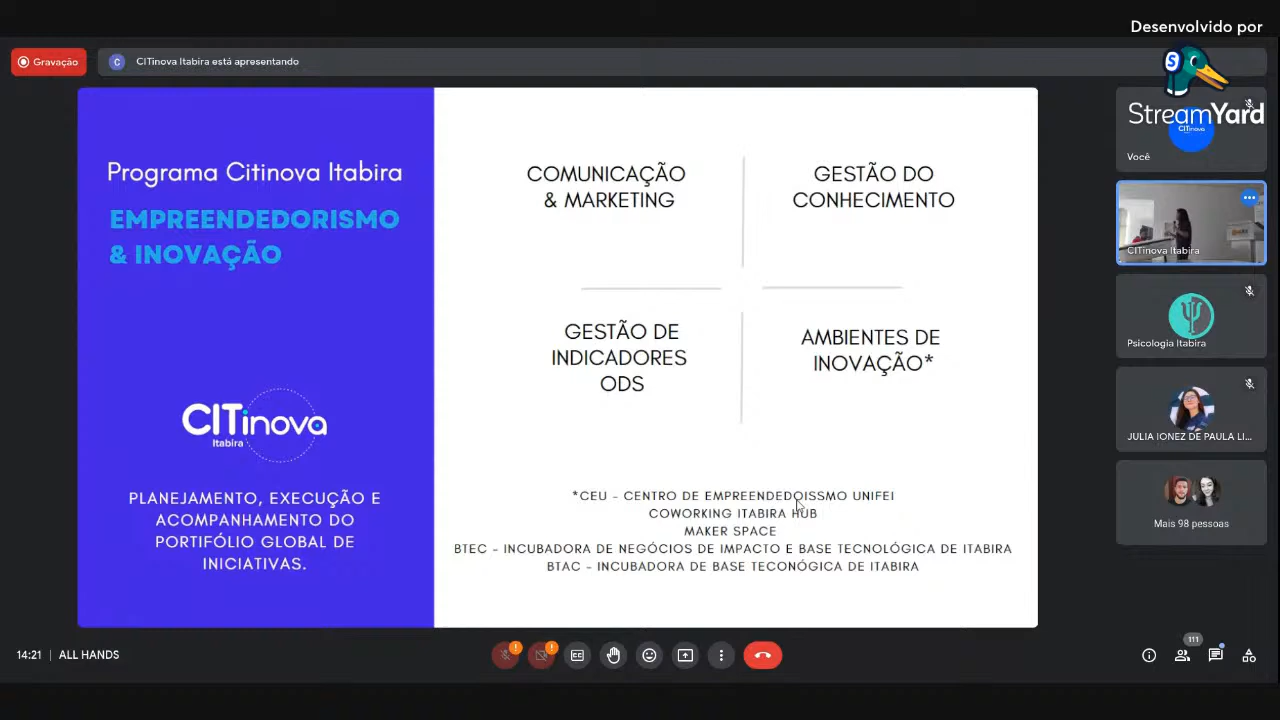 Desenvolvido por
StreamYard
Gravação
C
CITinova Itabira está apresentando
Programa Citinova Itabira
EMPREENDEDORISMO
& INOVAÇÃO
CITinova
Itabira
PLANEJAMENTO, EXECUÇÃO E
ACOMPANHAMENTO DO
PORTIFÓLIO GLOBAL DE
INICIATIVAS.
COMUNICAÇÃO
& MARKETING
GESTÃO DO
CONHECIMENTO
GESTÃO DE
INDICADORES
ODS
AMBIENTES DE
INOVAÇÃO*
*CEU - CENTRO DE EMPREENDEDOISSMO UNIFEI
COWORKING ITABIRA HUB
MAKER SPACE
BTEC - INCUBADORA DE NEGÓCIOS DE IMPACTO E BASE TECNOLÓGICA DE ITABIRA
BTAC - INCUBADORA DE BASE TECONÓGICA DE ITABIRA
CITinova
Você
CITinova Itabira
Psicologia Itabira
JULIA IONEZ DE PAULA LI...
Mais 98 pessoas
14:21 | ALL HANDS
111